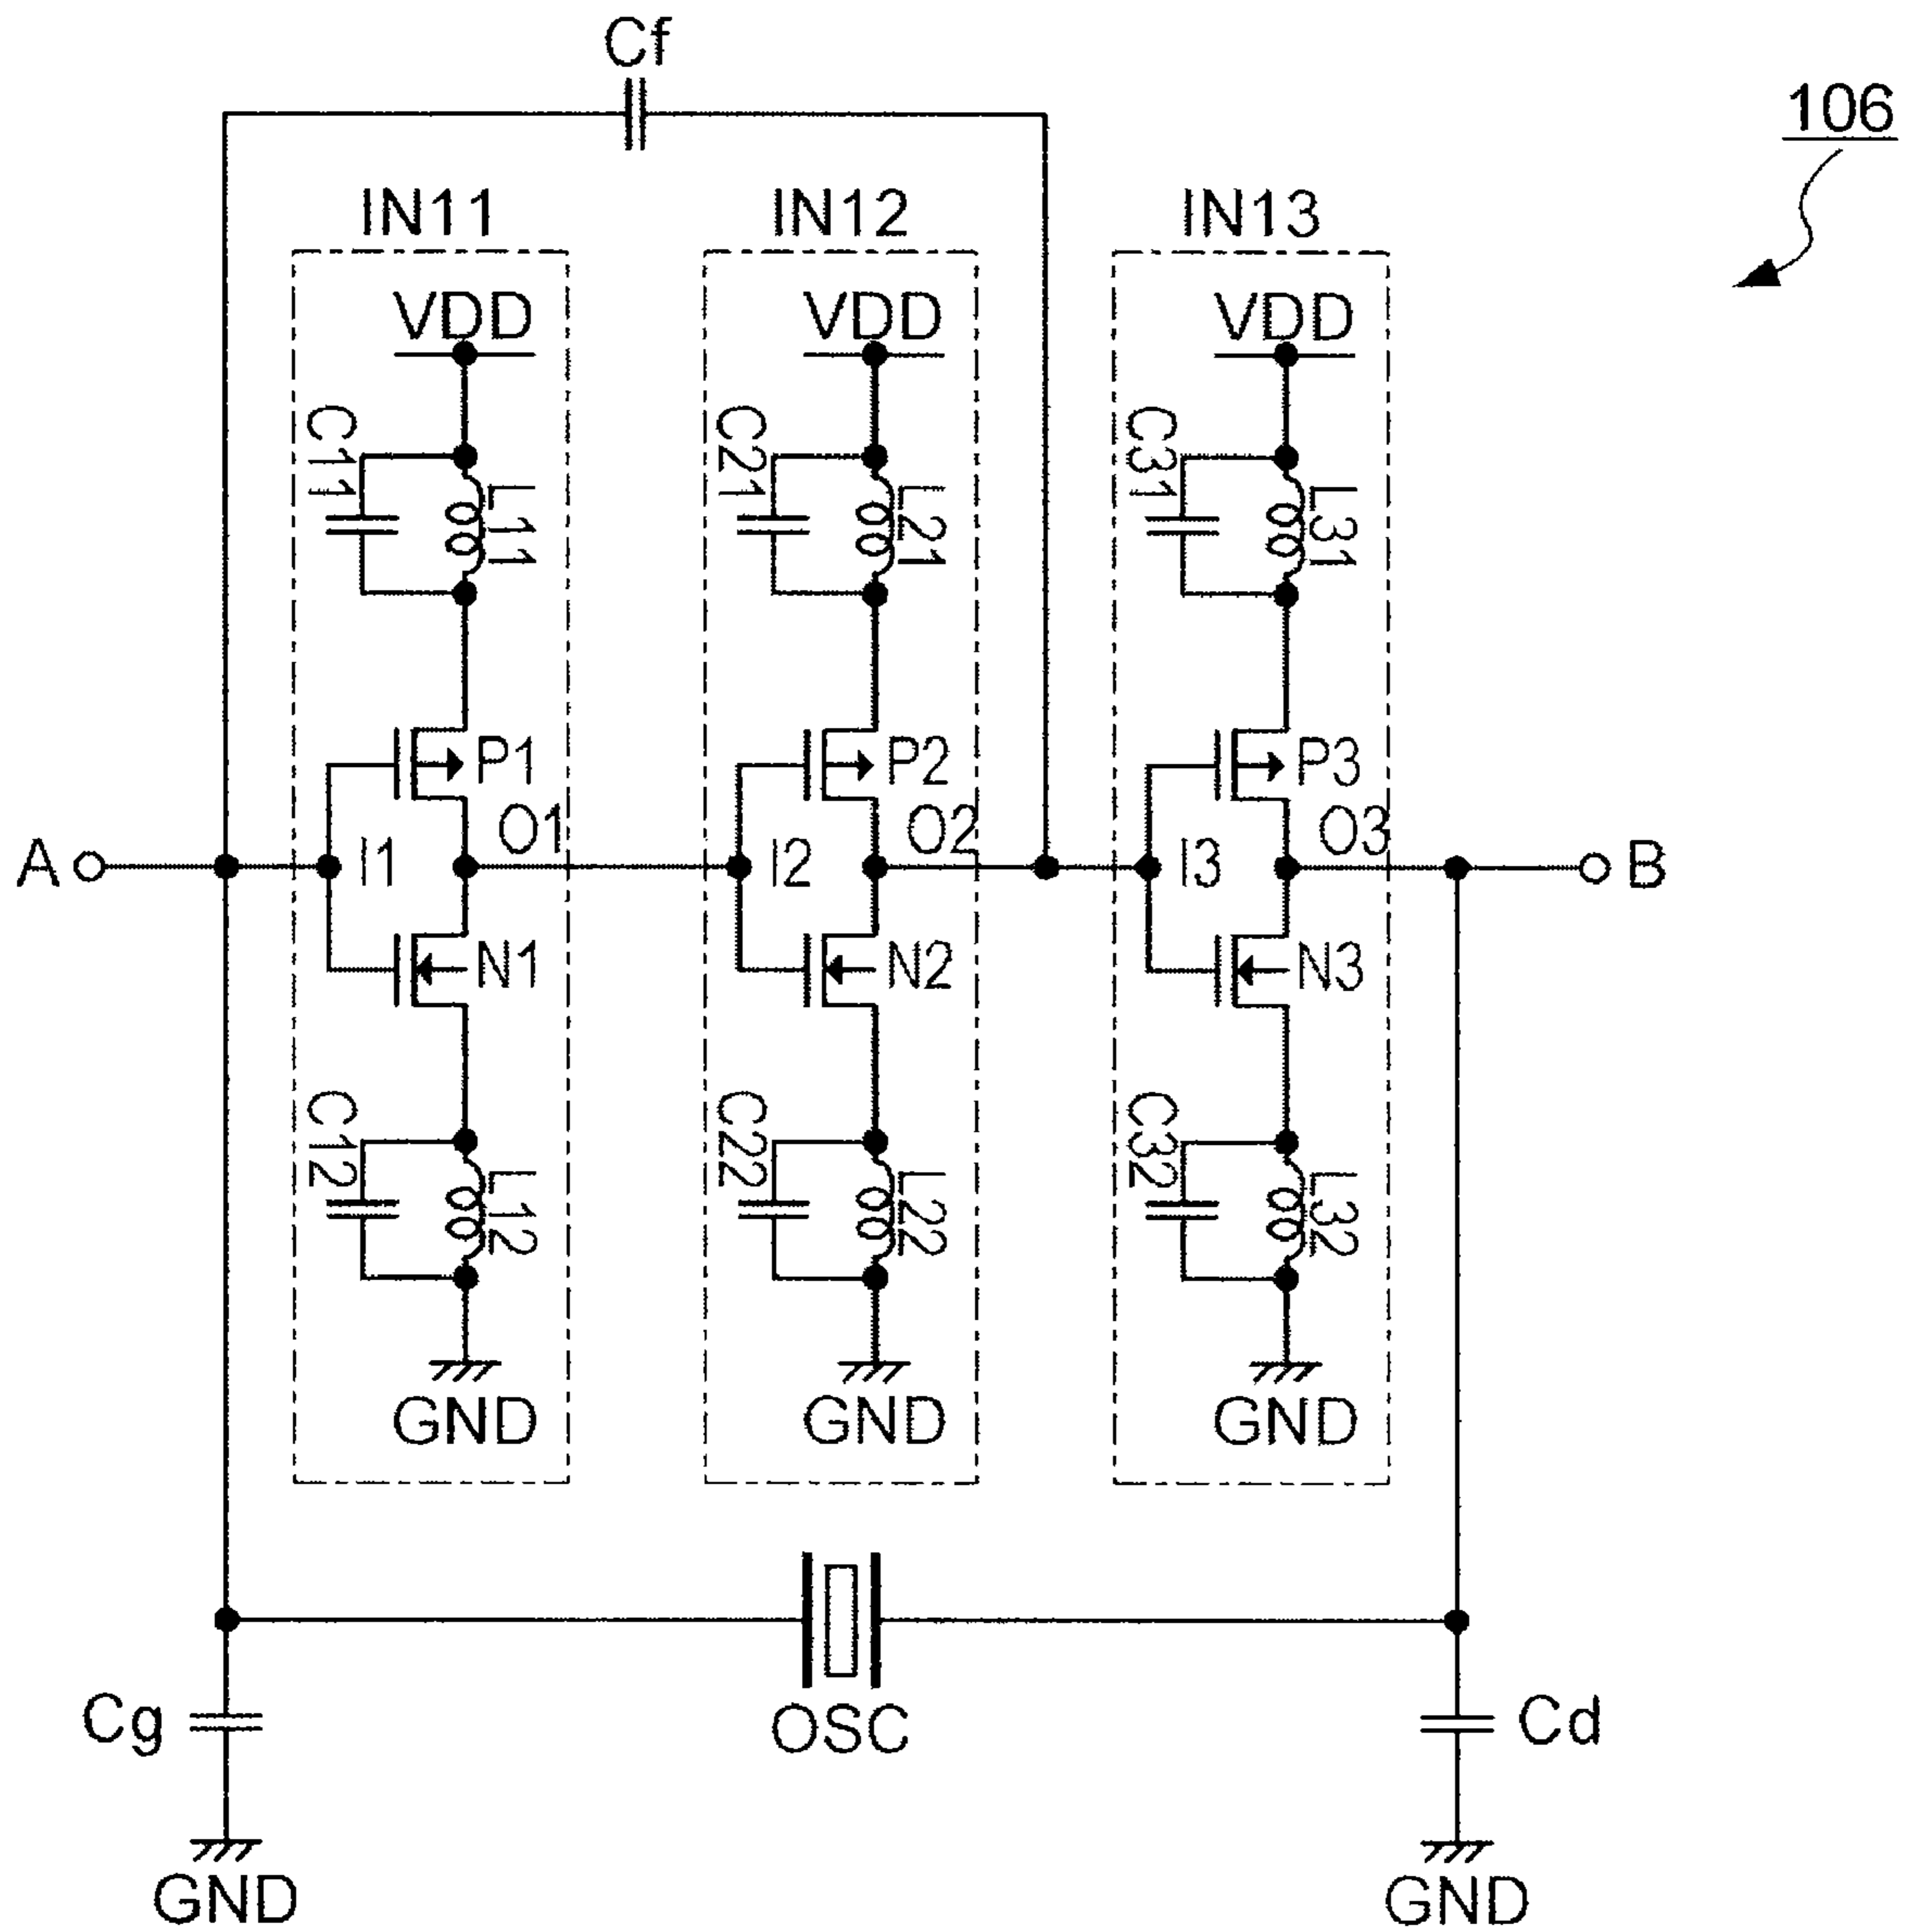 Cf
106
IN11
IN12
IN13
VDD
VDD
VDD
C11
L11
C21
L21
C31
L31
P1
P2
P3
O1
O2
O3
A
I1
I2
I3
B
N1
N2
N3
C12
L12
C22
L22
C32
L32
GND
GND
GND
Cg
OSC
Cd
GND
GND